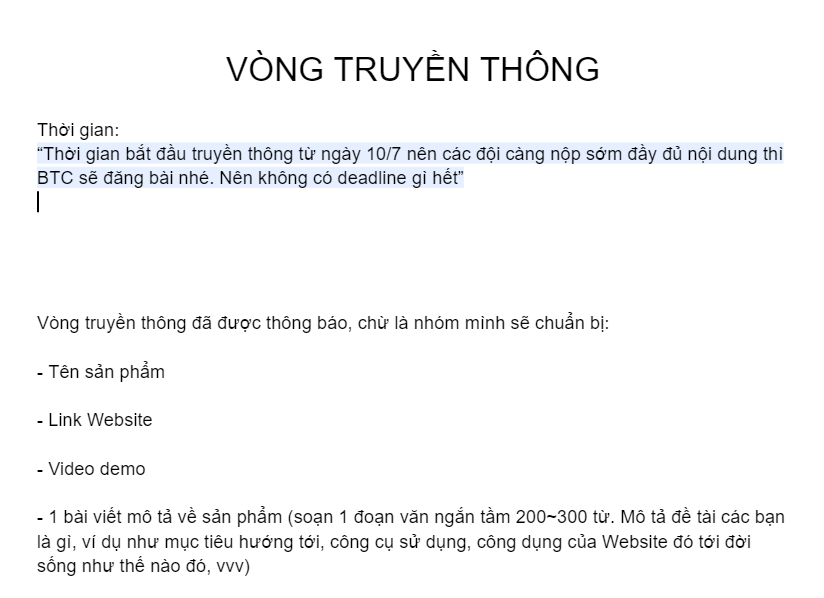 VÒNG TRUYỀN THÔNG
Thời gian:
“Thời gian bắt đầu truyền thông từ ngày 10/7 nên các đội càng nộp sớm đầy đủ nội dung thì
BTC sẽ đăng bài nhé. Nên không có deadline gì hết”
Vòng truyền thông đã được thông báo, chừ là nhóm mình sẽ chuẩn bị:
- Tên sản phẩm
- Link Website
- Video demo
- 1 bài viết mô tả về sản phẩm (soạn 1 đoạn văn ngắn tầm 200~300 từ. Mô tả đề tài các bạn
là gì, ví dụ như mục tiêu hướng tới, công cụ sử dụng, công dụng của Website đó tới đời
sống như thế nào đó, vvv)